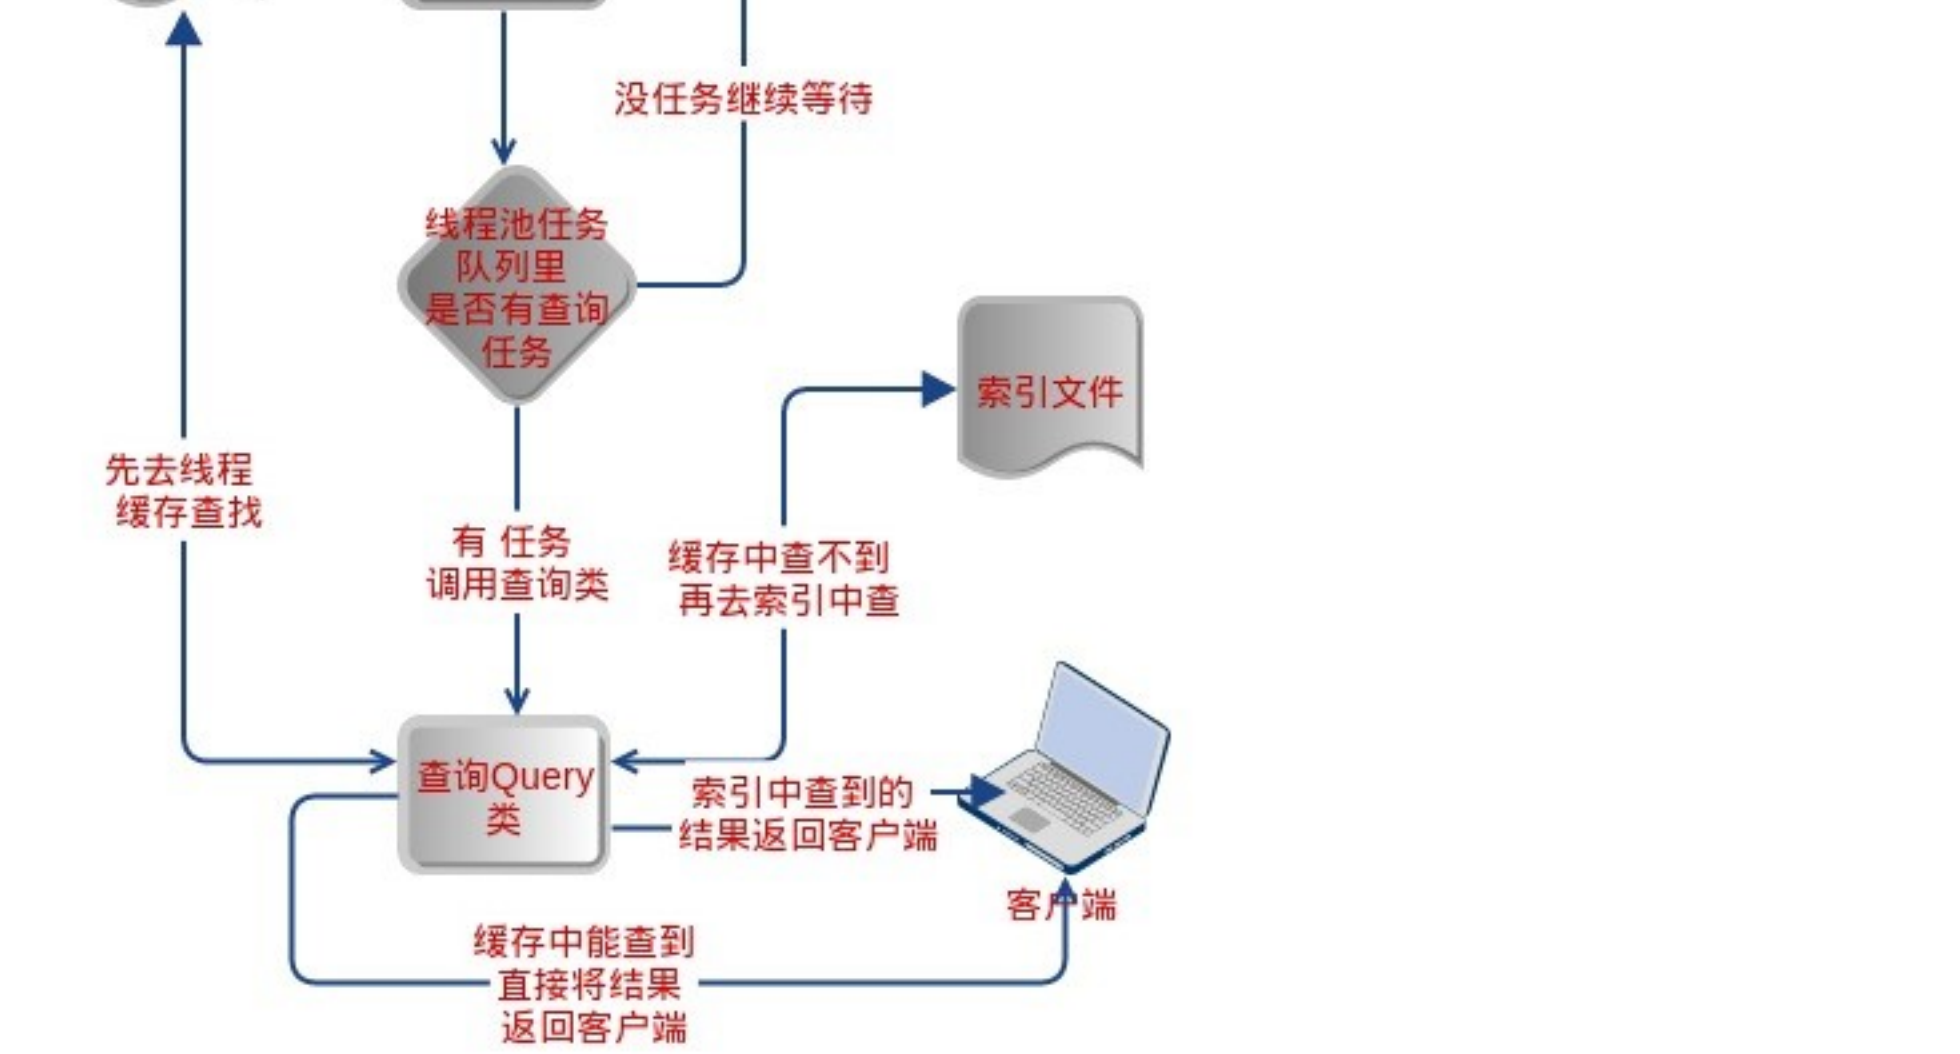 没任务继续等待
线程池任务
队列里
是否有查询
任务
索引文件
先去线程
缓存查找
有 任务
调用查询类
缓存中查不到
再去索引中查
查询Query
类
索引中查到的
结果返回客户端
客户端
缓存中能查到
直接将结果
返回客户端